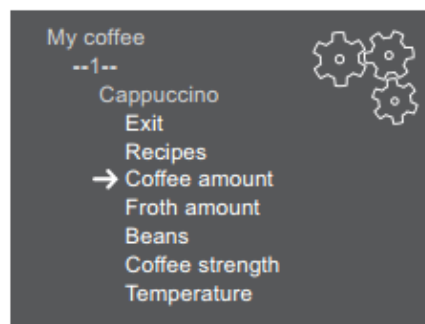 My coffee
--1--
Cappuccino
Exit
Recipes
Coffee amount
Froth amount
Beans
Coffee strength
Temperature